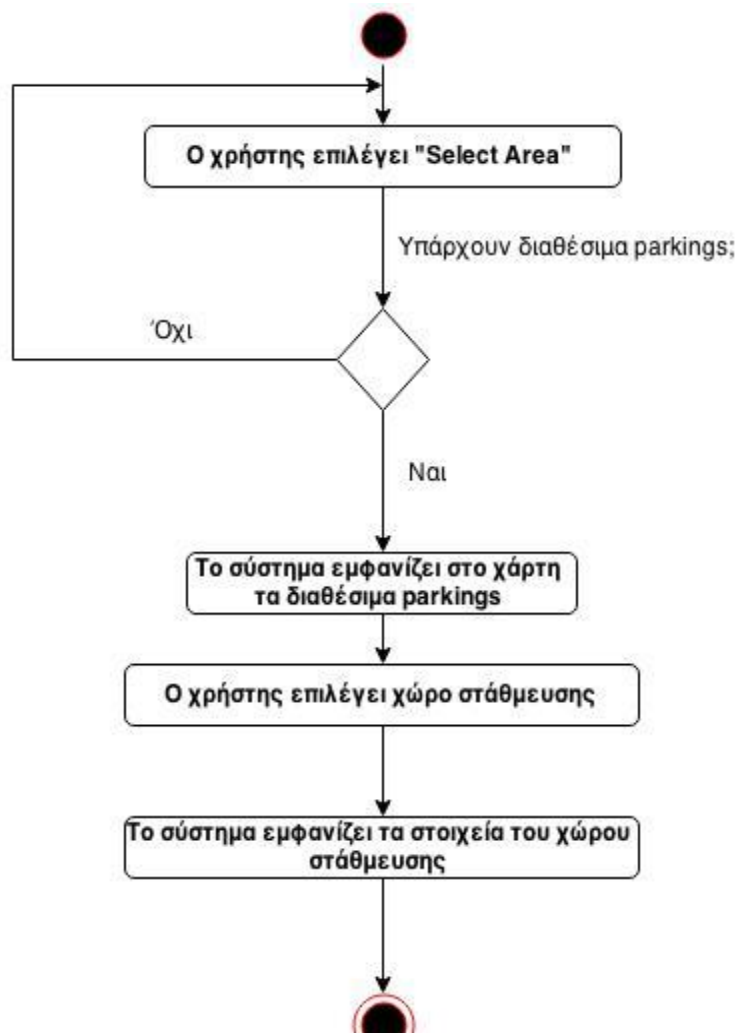 Ο χρήστης επιλέγει "Select Area"
Υπάρχουν διαθέσιμα parkings;
Όχι
Ναι
Το σύστημα εμφανίζει στο χάρτη
τα διαθέσιμα parkings
Ο χρήστης επιλέγει χώρο στάθμευσης
Το σύστημα εμφανίζει τα στοιχεία του χώρου
στάθμευσης